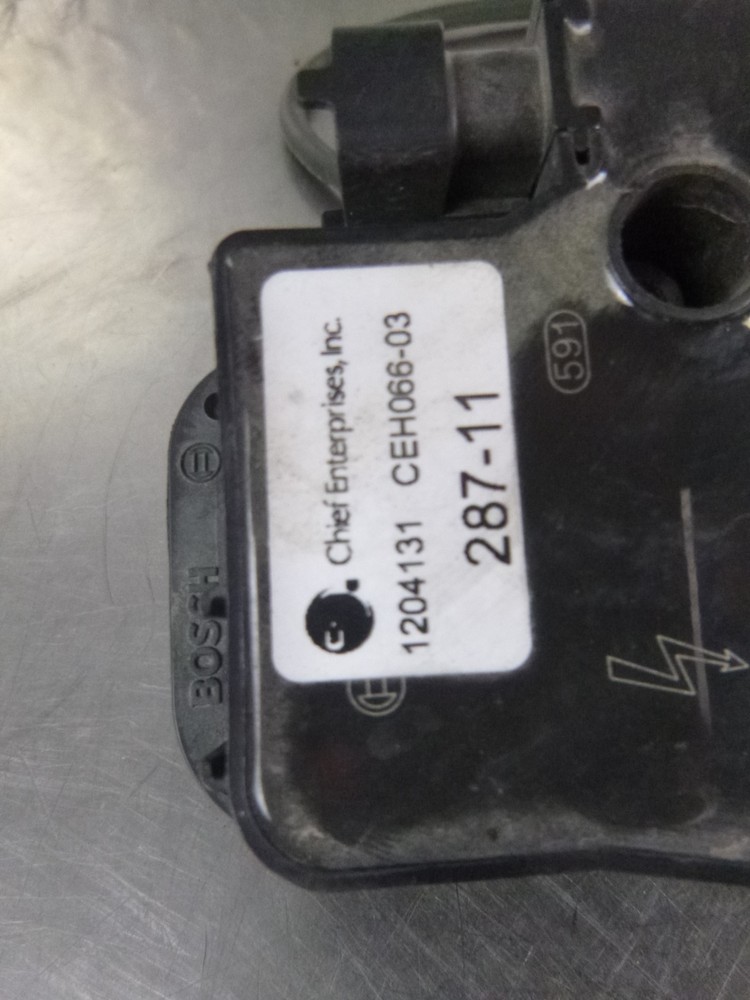 Chief Enterprises, Inc.
1204131 CEH066-03
287-11
591
BOSCH